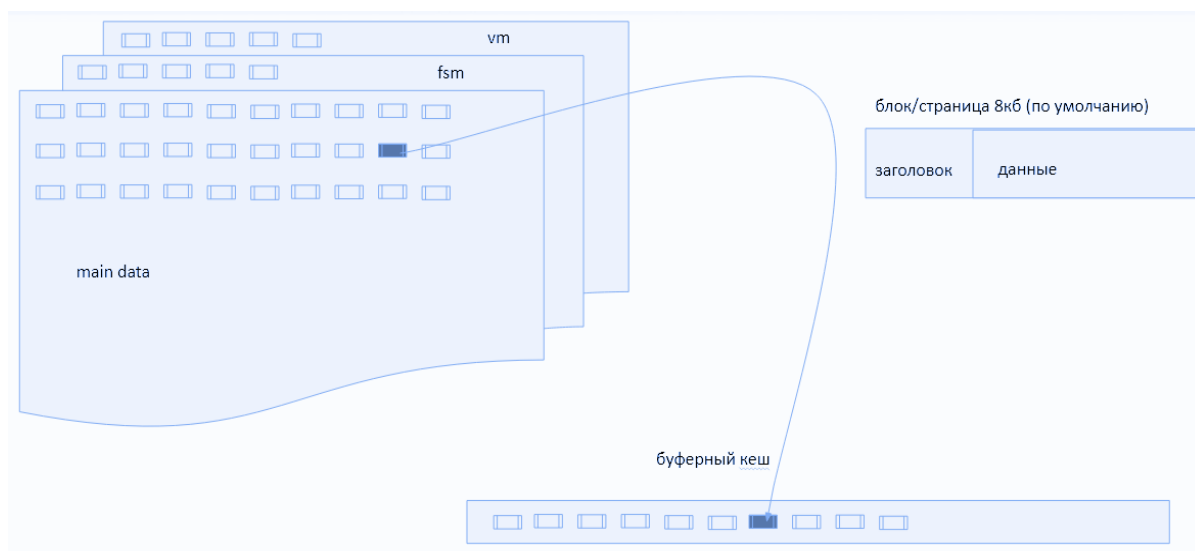 vm
fsm
блок/страница 8кб (по умолчанию)
заголовок данные
main data
буферный кеш